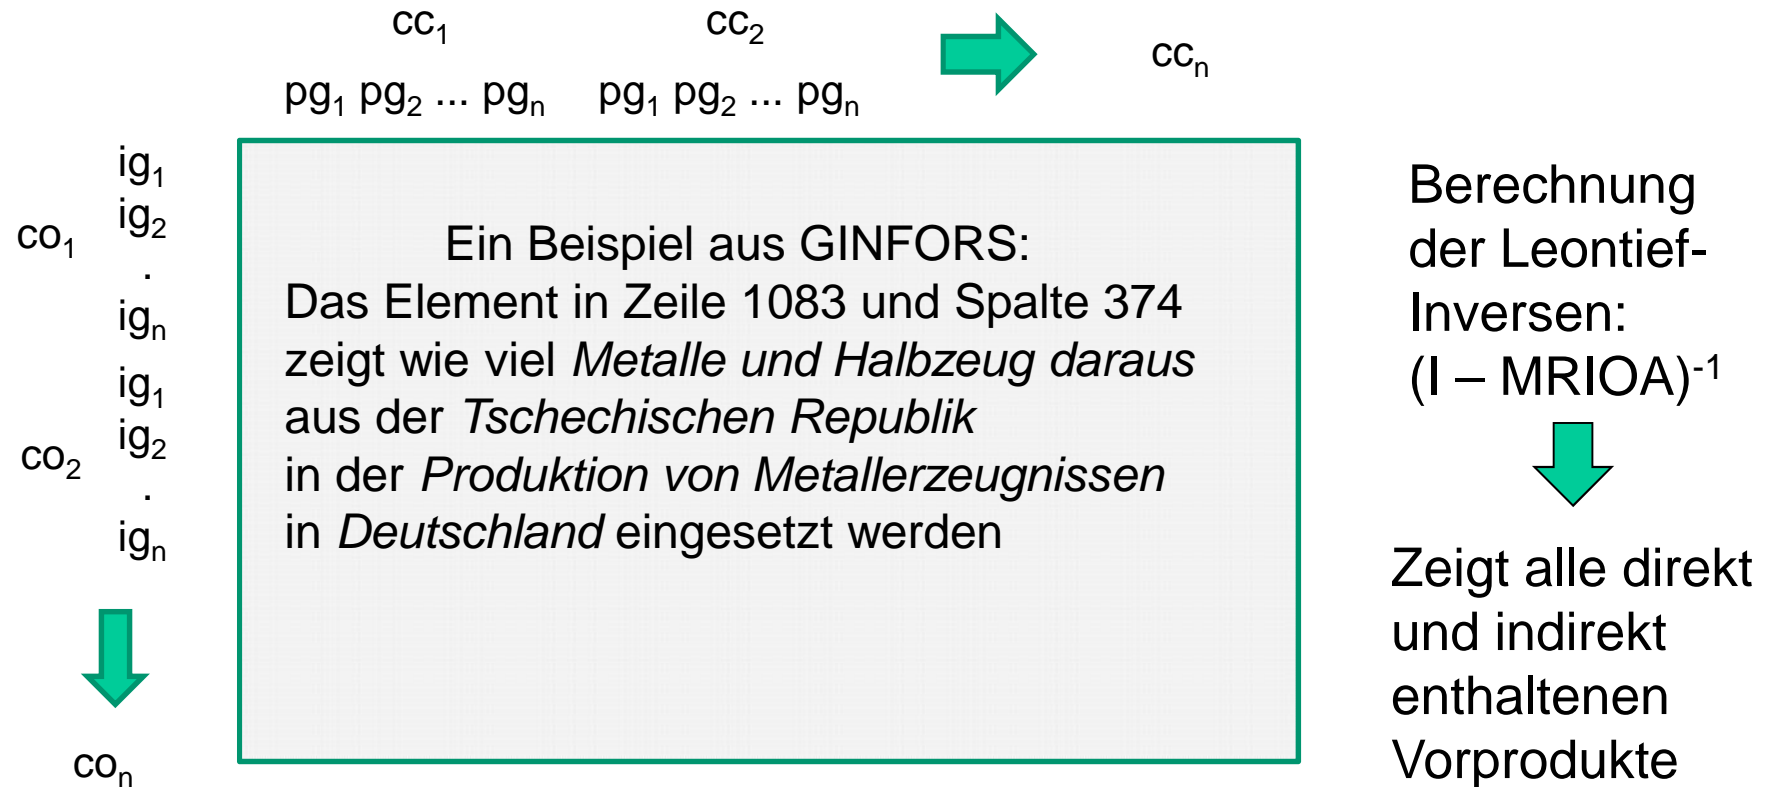 cc₁ cc₂ ccₙ
pg₁ pg₂ ... pgₙ pg₁ pg₂ ... pgₙ
co₁
ig₁
ig₂
.
igₙ
co₂
ig₁
ig₂
.
igₙ
coₙ
Ein Beispiel aus GINFORS:
Das Element in Zeile 1083 und Spalte 374
zeigt wie viel Metalle und Halbzeug daraus
aus der Tschechischen Republik
in der Produktion von Metallerzeugnissen
in Deutschland eingesetzt werden
Berechnung
der Leontief-
Inversen:
(I – MRIOA)⁻¹
Zeigt alle direkt
und indirekt
enthaltenen
Vorprodukte